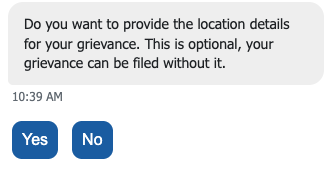 Do you want to provide the location details
for your grievance. This is optional, your
grievance can be filed without it.
10:39 AM
Yes No